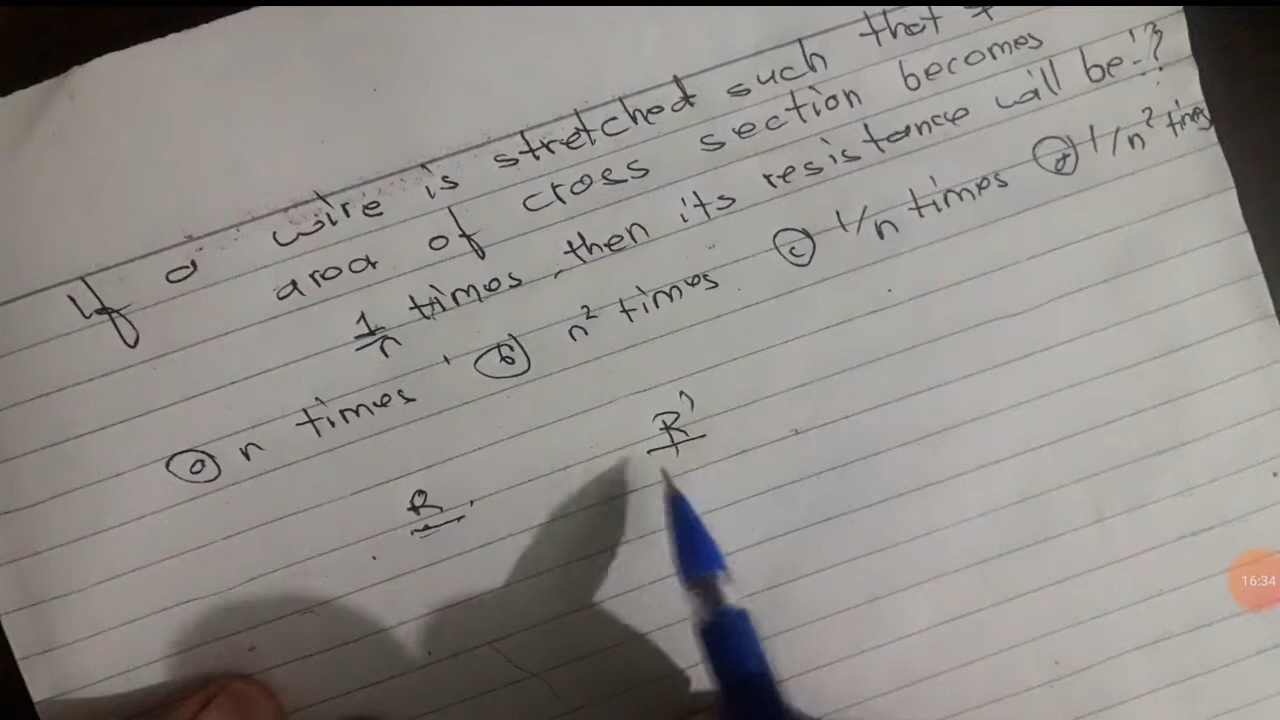 If a wire is stretched such that
area of cross section becomes
1/n times, then its resistance will be:?
(a) n times (b) n² times (c) 1/n times (d) 1/n² times
R R'
16:34